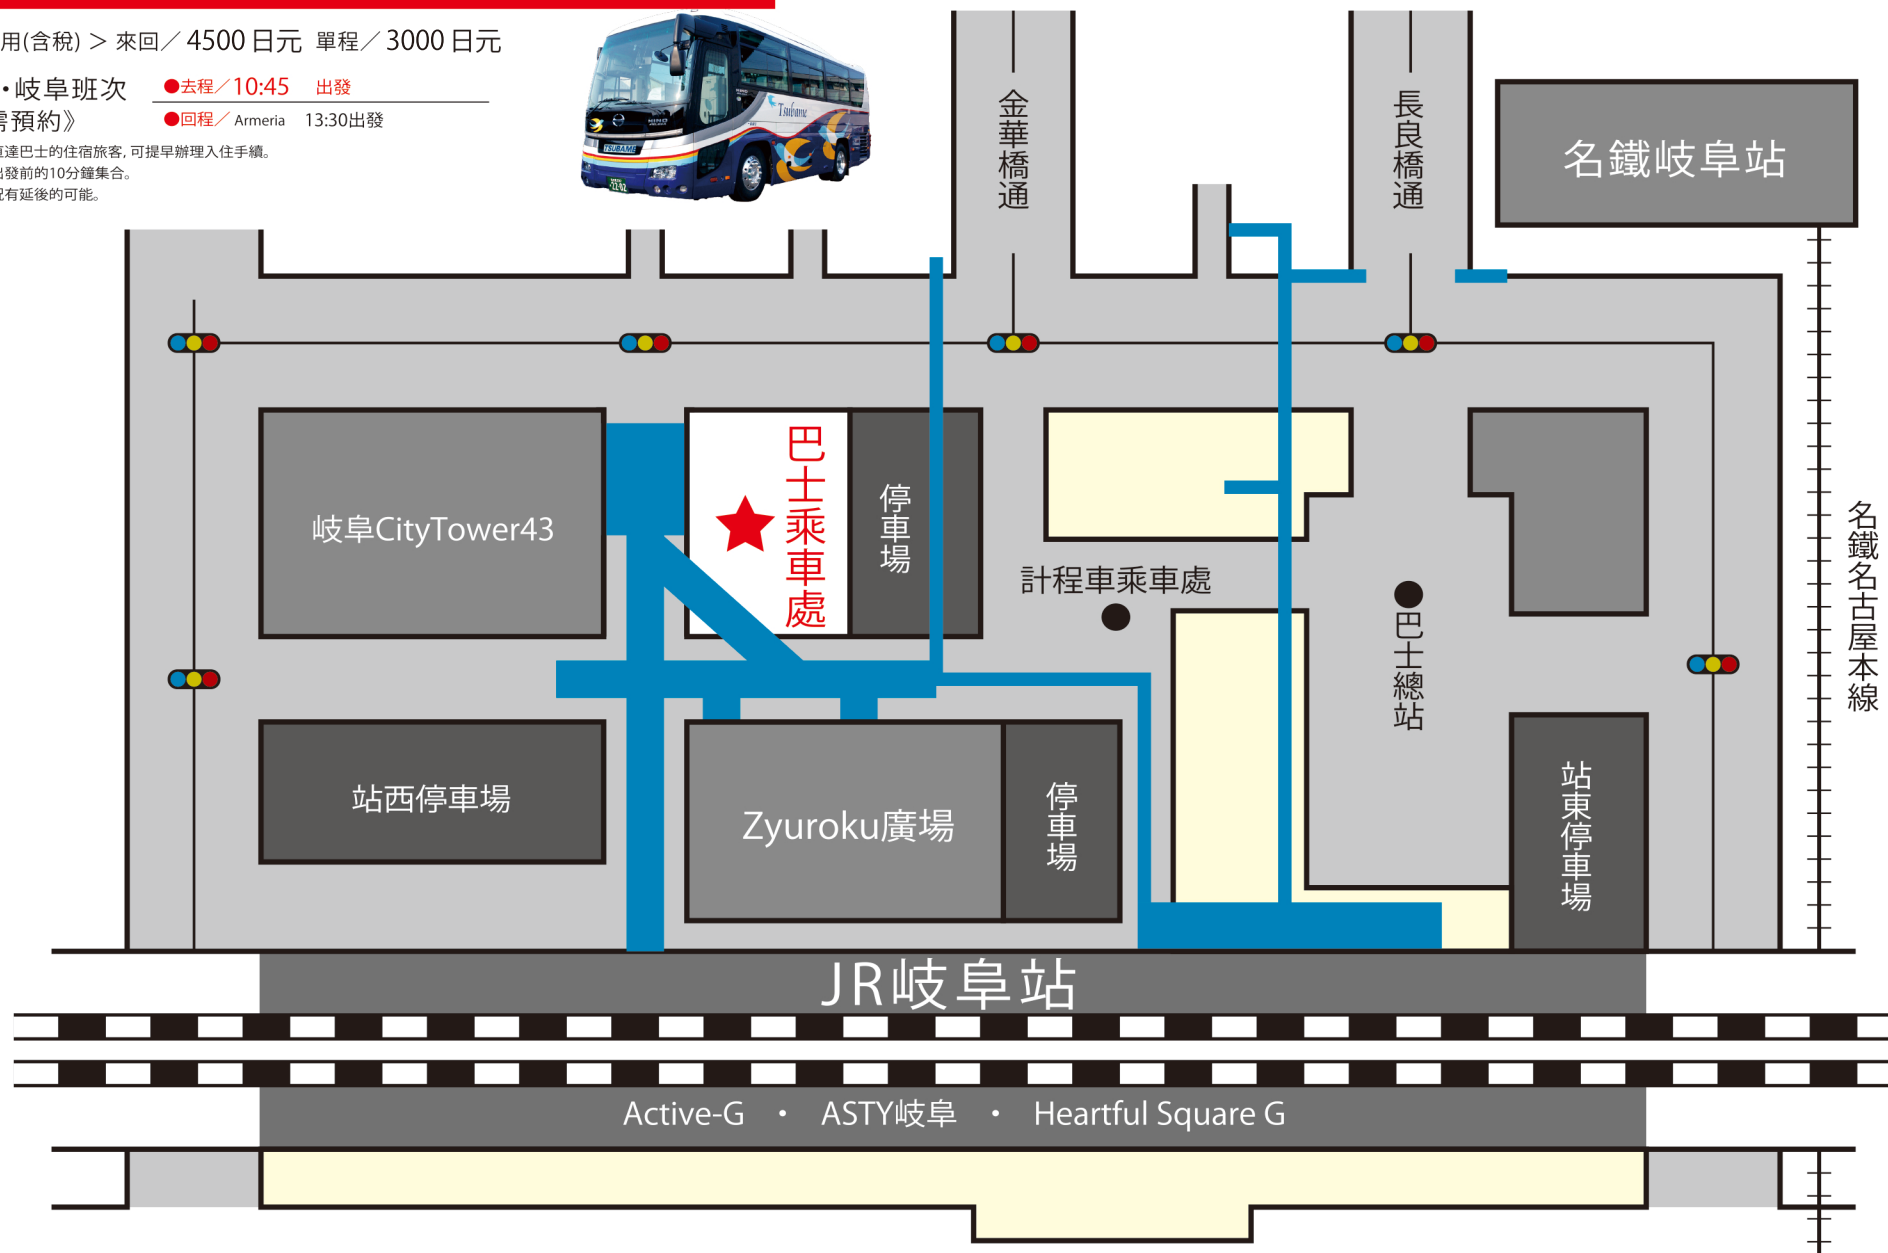 用(含稅) > 來回／4500日元 單程／3000日元
・岐阜班次
●去程／10:45 出發
需預約》
●回程／Armeria 13:30出發
直達巴士的住宿旅客,可提早辦理入住手續。
出發前的10分鐘集合。
況有延後的可能。
Tsubame
HINO
TSUBAME
22-02
金華橋通
長良橋通
名鐵岐阜站
岐阜CityTower43
巴士乘車處
停車場
計程車乘車處
巴士總站
名鐵名古屋本線
站西停車場
Zyuroku廣場
停車場
站東停車場
JR岐阜站
Active-G ・ ASTY岐阜 ・ Heartful Square G